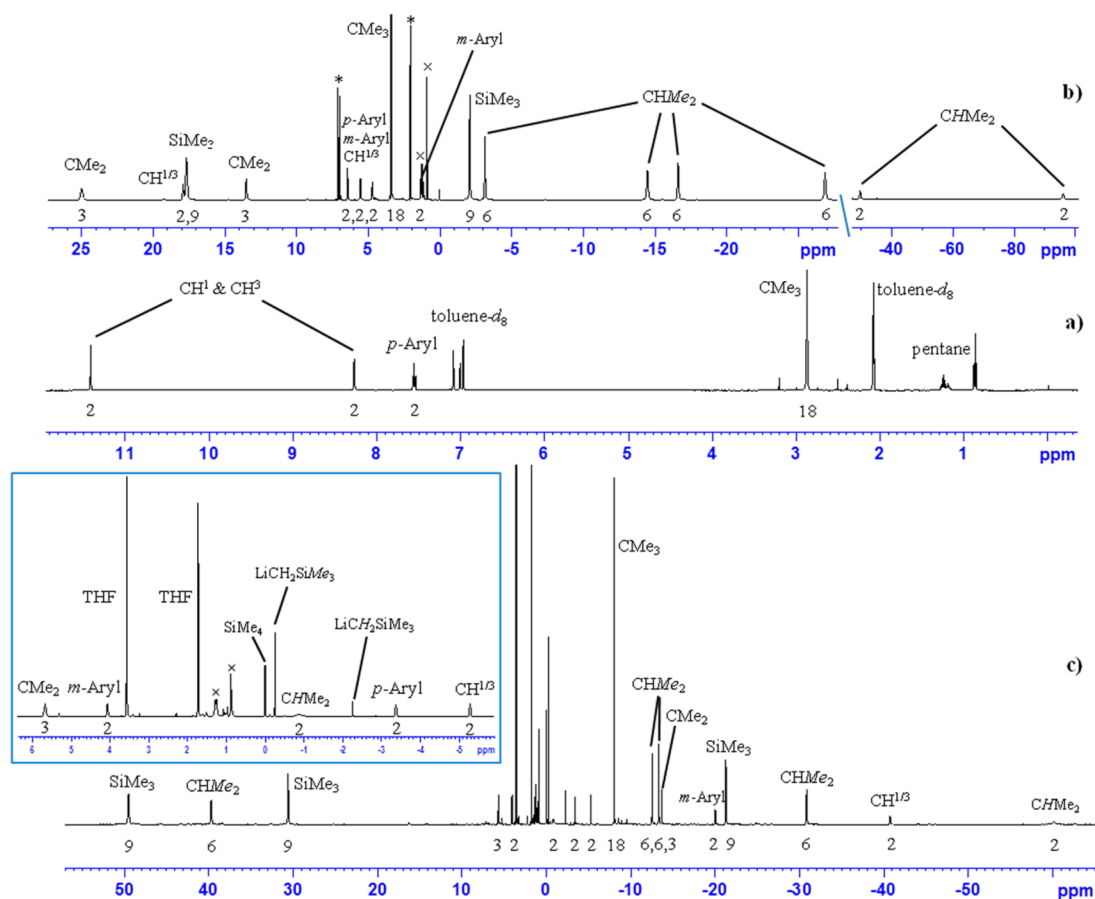 b)
CMe3
*
*
×
m-Aryl
SiMe3
CHMe2
CHMe2
p-Aryl
m-Aryl
CH1/3
SiMe2
CMe2
CH1/3
CMe2
×
3 2,9 3 2,2,2 18 2 9 6 6 6 6 2 2
25 20 15 10 5 0 -5 -15 -20 ppm -40 -60 -80 ppm
a)
CH1 & CH3
CMe3
toluene-d8
toluene-d8
p-Aryl
pentane
2 2 2 18
11 10 9 8 7 6 5 4 3 2 1 ppm
c)
THF
THF
LiCH2SiMe3
SiMe4
LiCH2SiMe3
×
×
CMe2
m-Aryl
CHMe2
p-Aryl
CH1/3
3 2 2 2 2
6 5 4 3 2 1 0 -1 -2 -3 -4 -5 ppm
CMe3
CHMe2
CMe2
SiMe3
CHMe2
SiMe3
SiMe3
CHMe2
m-Aryl
CH1/3
CHMe2
9 6 9 3 2 2 2 2 18 6,6,3 2 9 6 2 2
50 40 30 20 10 0 -10 -20 -30 -40 -50 ppm